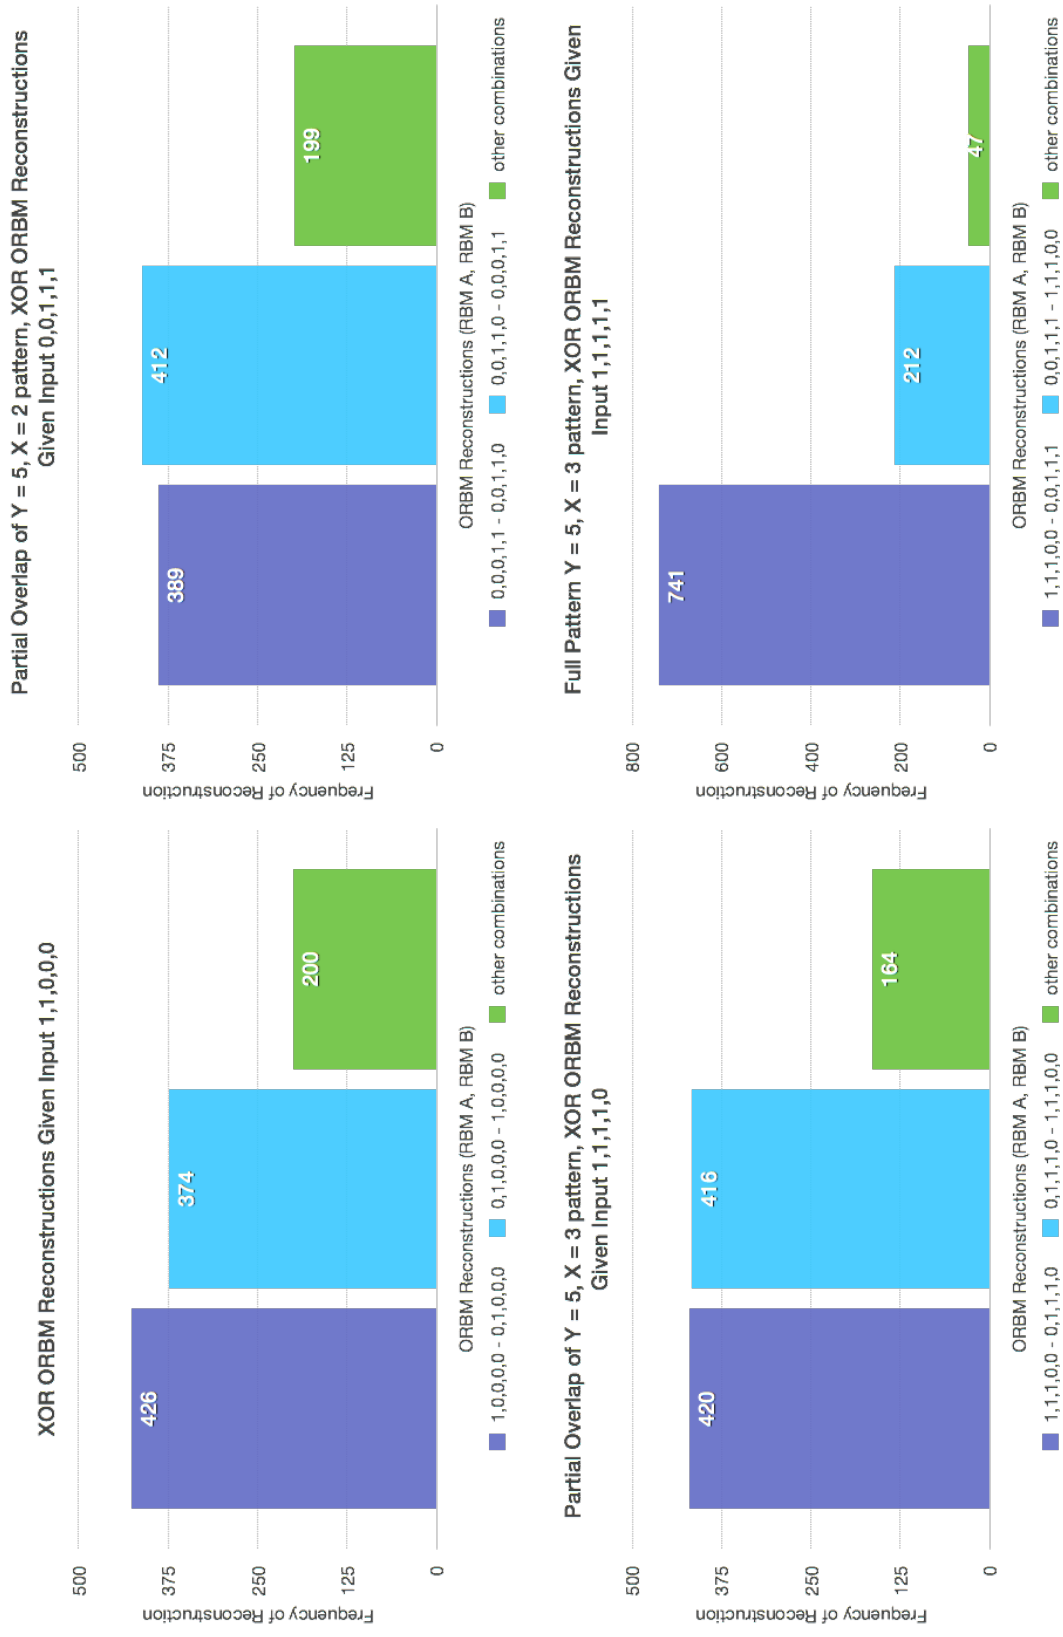 XOR ORBM Reconstructions Given Input 1,1,0,0,0
Frequency of Reconstruction
500
375
250
125
0
426
374
200
ORBM Reconstructions (RBM A, RBM B)
1,0,0,0,0 - 0,1,0,0,0
0,1,0,0,0 - 1,0,0,0,0
other combinations
Partial Overlap of Y = 5, X = 2 pattern, XOR ORBM Reconstructions
Given Input 0,0,1,1,1
Frequency of Reconstruction
500
375
250
125
0
389
412
199
ORBM Reconstructions (RBM A, RBM B)
0,0,0,1,1 - 0,0,1,1,0
0,0,1,1,0 - 0,0,0,1,1
other combinations
Partial Overlap of Y = 5, X = 3 pattern, XOR ORBM Reconstructions
Given Input 1,1,1,1,0
Frequency of Reconstruction
500
375
250
125
0
420
416
164
ORBM Reconstructions (RBM A, RBM B)
1,1,1,0,0 - 0,1,1,1,0
0,1,1,1,0 - 1,1,1,0,0
other combinations
Full Pattern Y = 5, X = 3 pattern, XOR ORBM Reconstructions Given
Input 1,1,1,1,1
Frequency of Reconstruction
800
600
400
200
0
741
212
47
ORBM Reconstructions (RBM A, RBM B)
1,1,1,0,0 - 0,0,1,1,1
0,0,1,1,1 - 1,1,1,0,0
other combinations